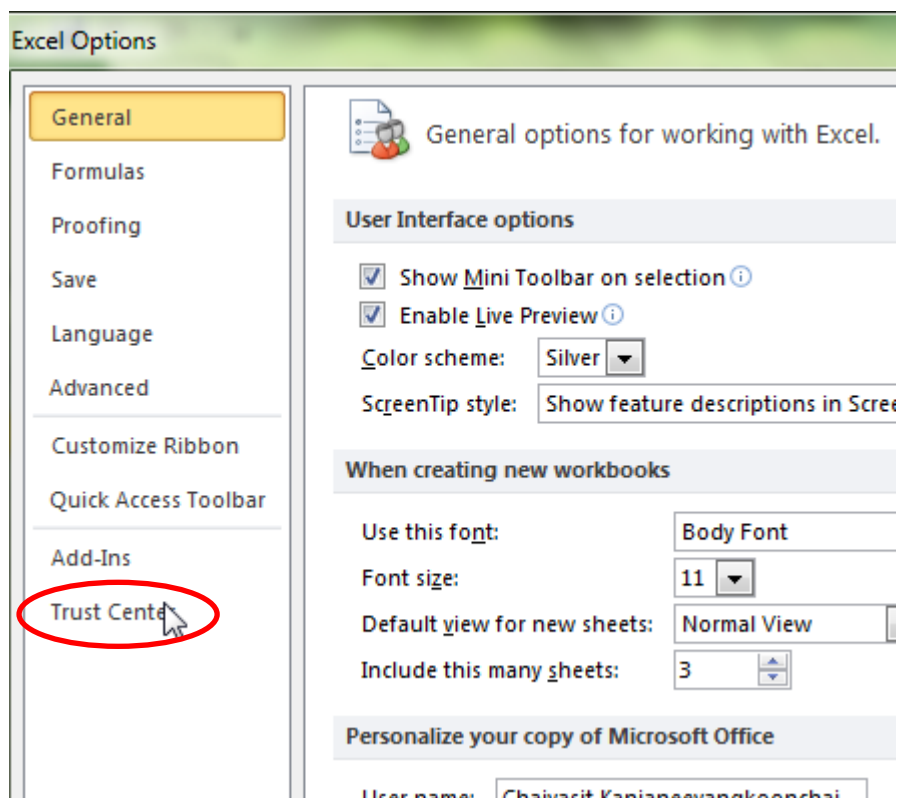 Excel Options
General
Formulas
Proofing
Save
Language
Advanced
Customize Ribbon
Quick Access Toolbar
Add-Ins
Trust Center
General options for working with Excel.
User Interface options
Show Mini Toolbar on selection
Enable Live Preview
Color scheme: Silver
ScreenTip style: Show feature descriptions in Scree
When creating new workbooks
Use this font: Body Font
Font size: 11
Default view for new sheets: Normal View
Include this many sheets: 3
Personalize your copy of Microsoft Office
User name: Chaiyasit